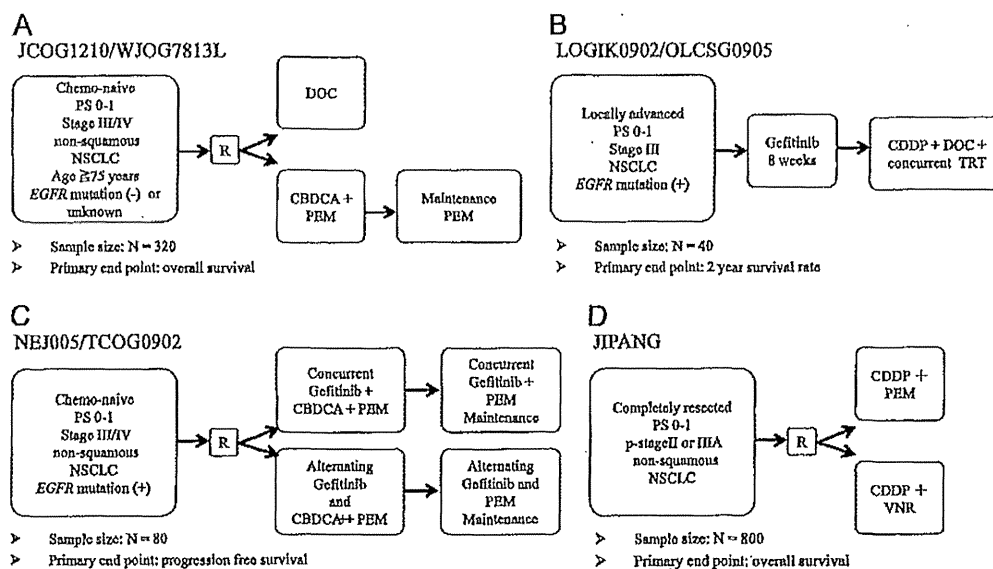 A
JCOG1210/WJOG7813L
Chemo-naive
PS 0-1
Stage III/IV
non-squamous
NSCLC
Age ≧75 years
EGFR mutation (-) or
unknown
R
DOC
CBDCA +
PEM
Maintenance
PEM
➢ Sample size: N = 320
➢ Primary end point: overall survival
B
LOGIK0902/OLCSG0905
Locally advanced
PS 0-1
Stage III
NSCLC
EGFR mutation (+)
Gefitinib
8 weeks
CDDP + DOC +
concurrent TRT
➢ Sample size: N = 40
➢ Primary end point: 2 year survival rate
C
NEJ005/TCOG0902
Chemo-naive
PS 0-1
Stage III/IV
non-squamous
NSCLC
EGFR mutation (+)
R
Concurrent
Gefitinib +
CBDCA + PEM
Concurrent
Gefitinib +
PEM
Maintenance
Alternating
Gefitinib
and
CBDCA + PEM
Alternating
Gefitinib and
PEM
Maintenance
➢ Sample size: N = 80
➢ Primary end point: progression free survival
D
JIPANG
Completely resected
PS 0-1
p-stageII or IIIA
non-squamous
NSCLC
R
CDDP +
PEM
CDDP +
VNR
➢ Sample size: N = 800
➢ Primary end point: overall survival